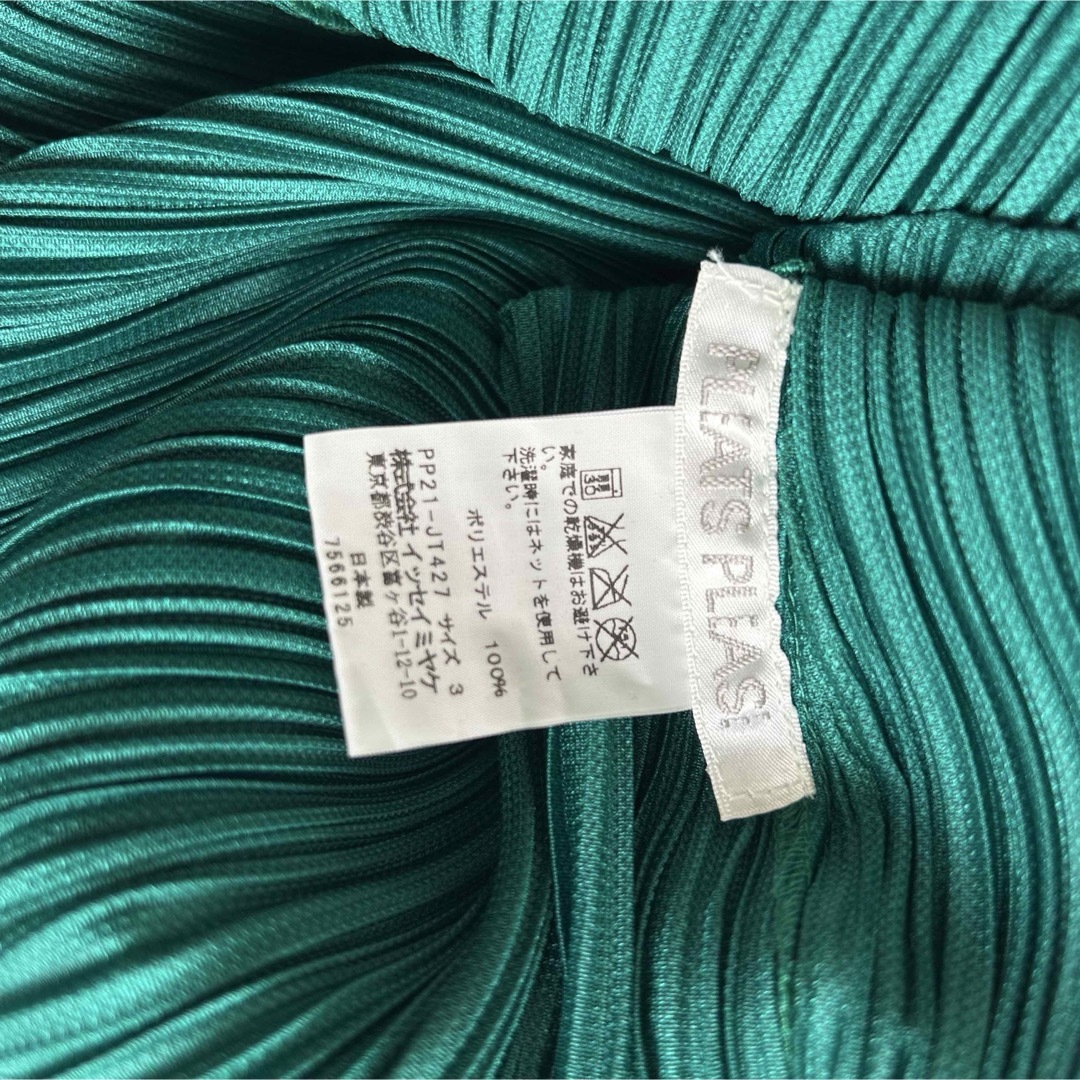 PLEATS PLEASE
家庭での乾燥機はお避け下さ
い。
洗濯時にはネットを使用して
下さい。
ポリエステル 100%
PP21-JT427 サイズ 3
株式会社 イッセイ ミヤケ
東京都渋谷区富ヶ谷1-12-10
日本製
7566125